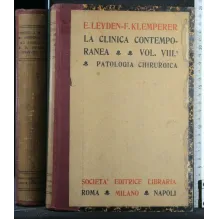 E. LEYDEN-F. KLEMPERER
LA CLINICA CONTEMPO-
RANEA VOL. VIII.°
PATOLOGIA CHIRURGICA
SOCIETA' EDITRICE LIBRARIA
ROMA MILANO NAPOLI